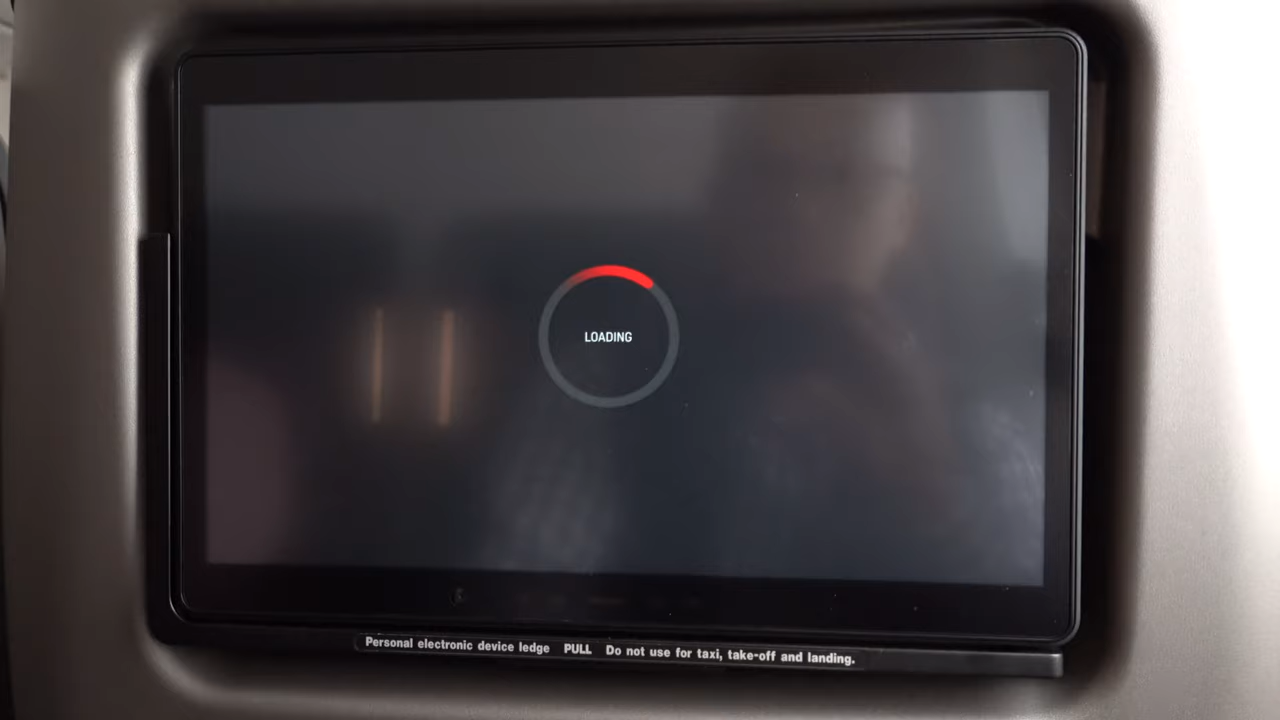 LOADING
Personal electronic device ledge PULL Do not use for taxi, take-off and landing.